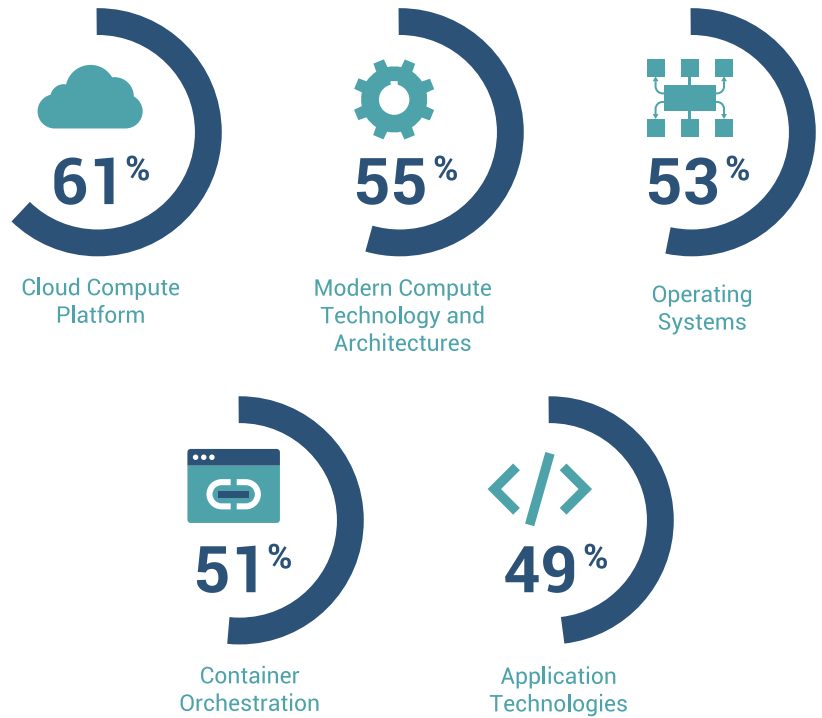 61%
Cloud Compute
Platform
55%
Modern Compute
Technology and
Architectures
53%
Operating
Systems
51%
Container
Orchestration
49%
Application
Technologies